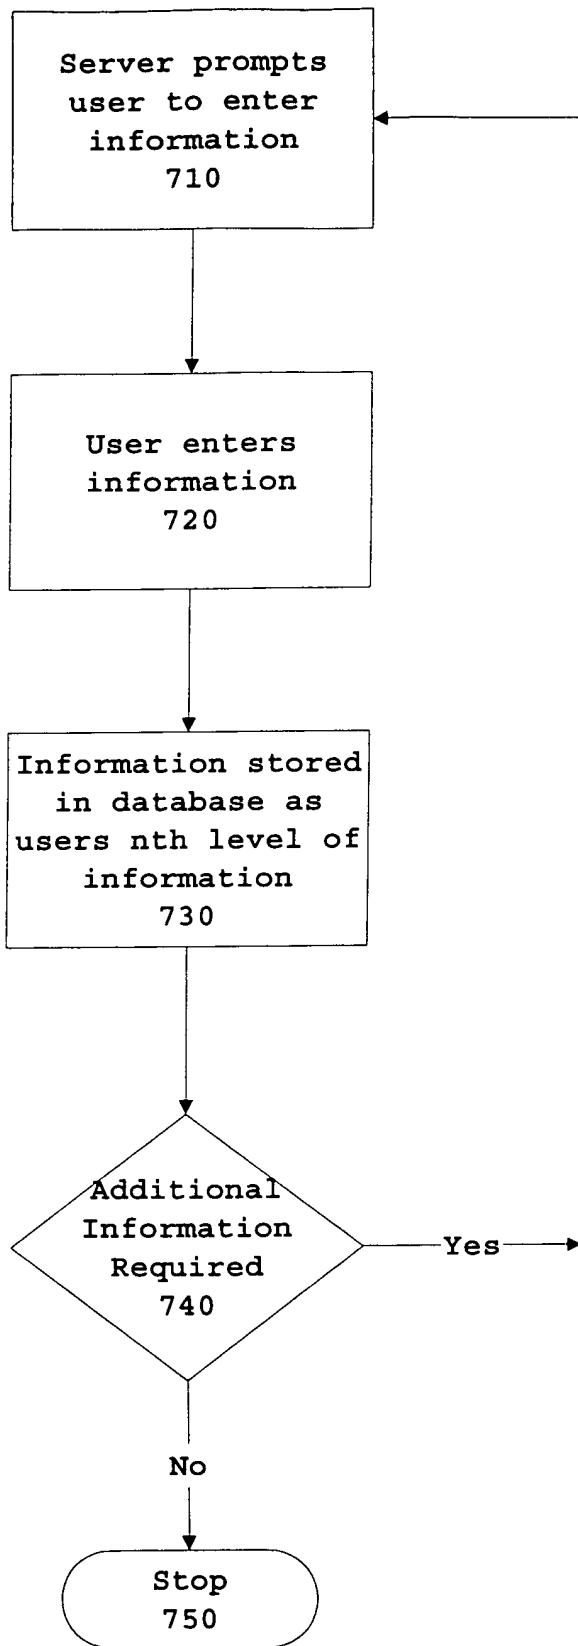 Server prompts
user to enter
information
710
User enters
information
720
Information stored
in database as
users nth level of
information
730
Additional
Information
Required
740
Yes
No
Stop
750